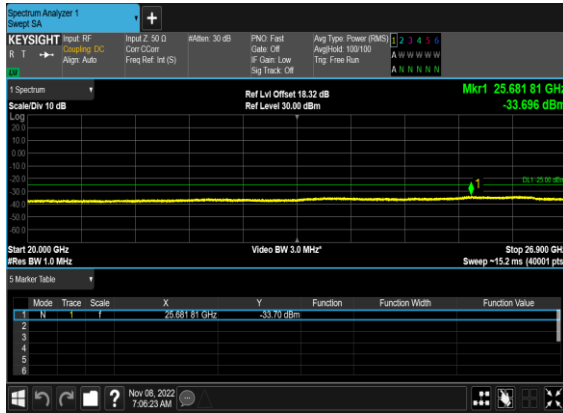 Spectrum Analyzer 1
Swept SA
KEYSIGHT Input: RF Input Z: 50 Ω #Atten: 30 dB PNO: Fast Avg Type: Power (RMS) 1 2 3 4 5 6
R T Coupling: DC Corr CCorr Gate: Off Avg|Hold: 100/100 A W W W W W
Align: Auto Freq Ref: Int (S) IF Gain: Low Trig: Free Run
Sig Track: Off A N N N N N
1 Spectrum Ref Lvl Offset 18.32 dB Mkr1 25.681 81 GHz
Scale/Div 10 dB Ref Level 30.00 dBm -33.696 dBm
Log
20.0
10.0
0.00
-10.0
-20.0
1 DL1 -25.00 dBm
-30.0
-40.0
-50.0
-60.0
Start 20.000 GHz Video BW 3.0 MHz* Stop 26.900 GHz
#Res BW 1.0 MHz Sweep ~15.2 ms (40001 pts)
5 Marker Table
Mode Trace Scale X Y Function Function Width Function Value
1 N 1 f 25.681 81 GHz -33.70 dBm
2
3
4
5
6
? Nov 08, 2022
7:06:23 AM